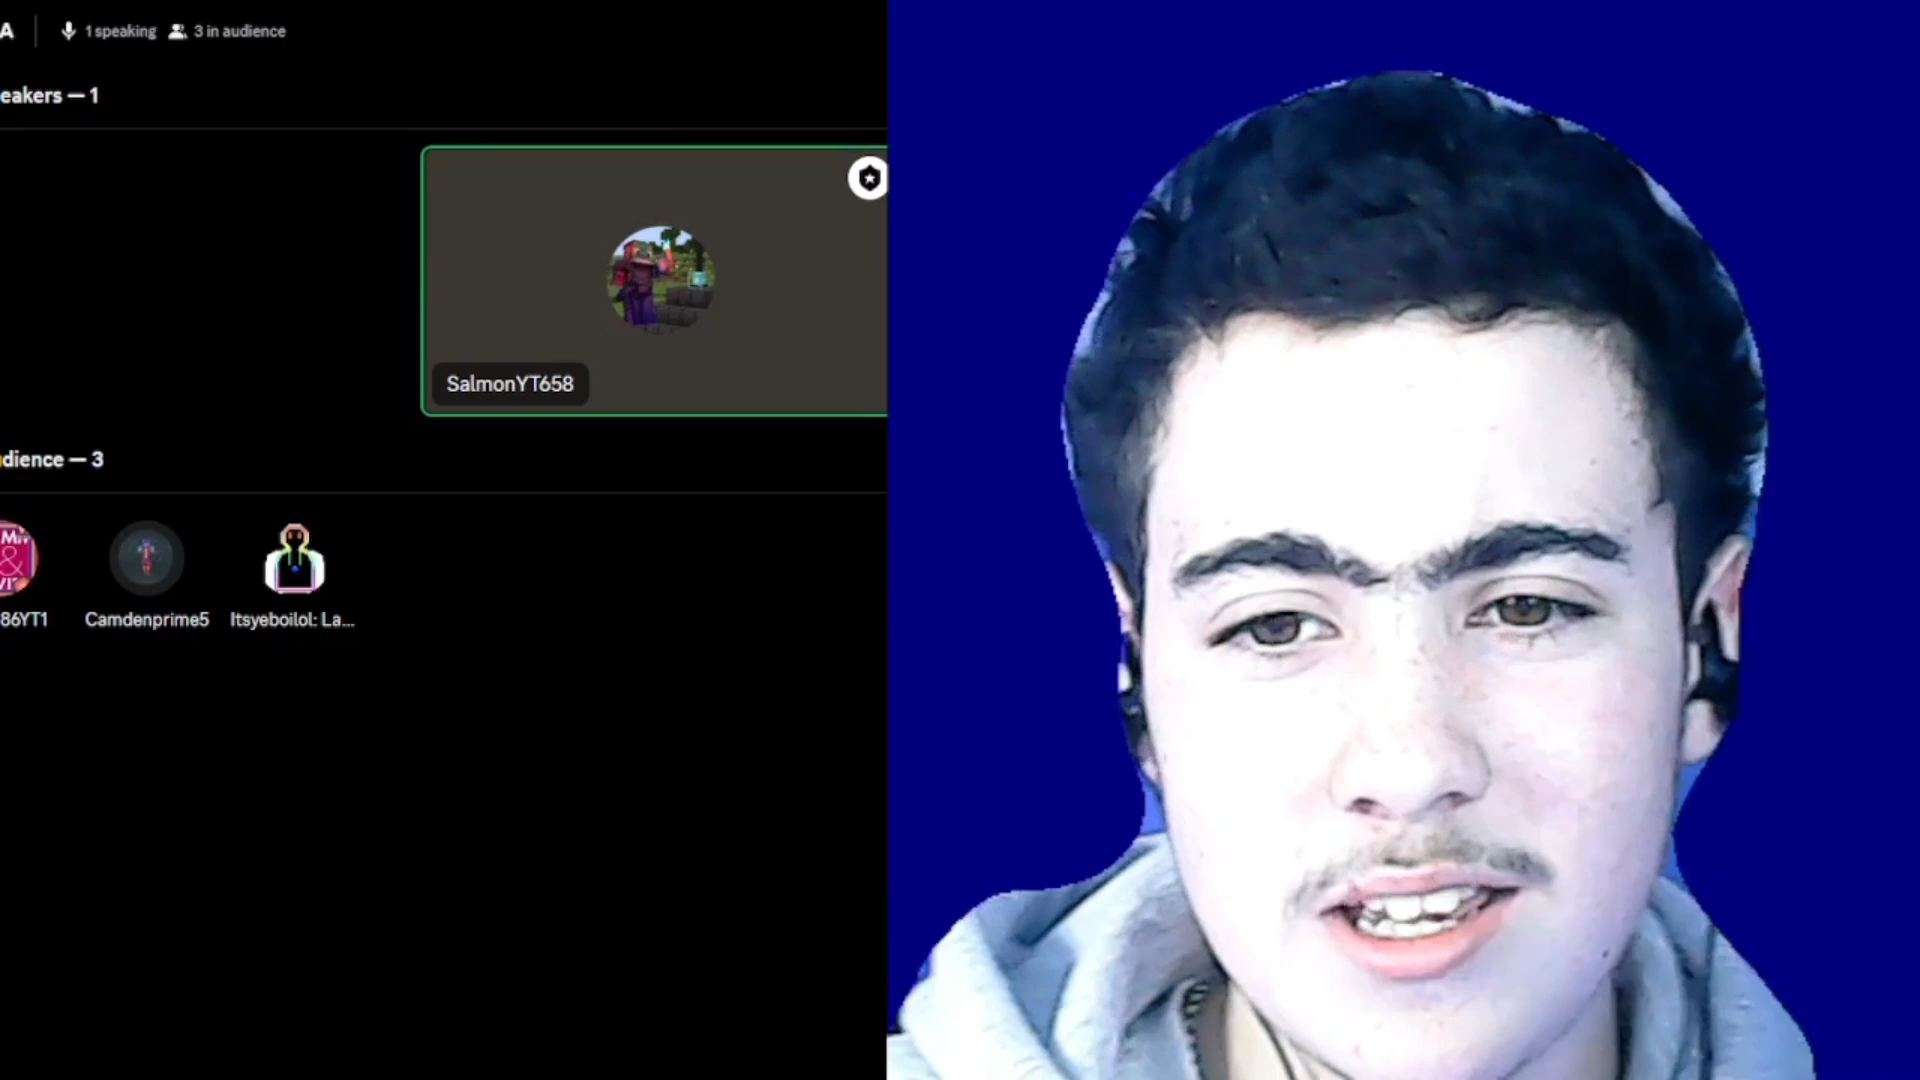 A 1 speaking 3 in audience
eakers — 1
SalmonYT658
dience — 3
86YT1 Camdenprime5 Itsyeboilol: La...